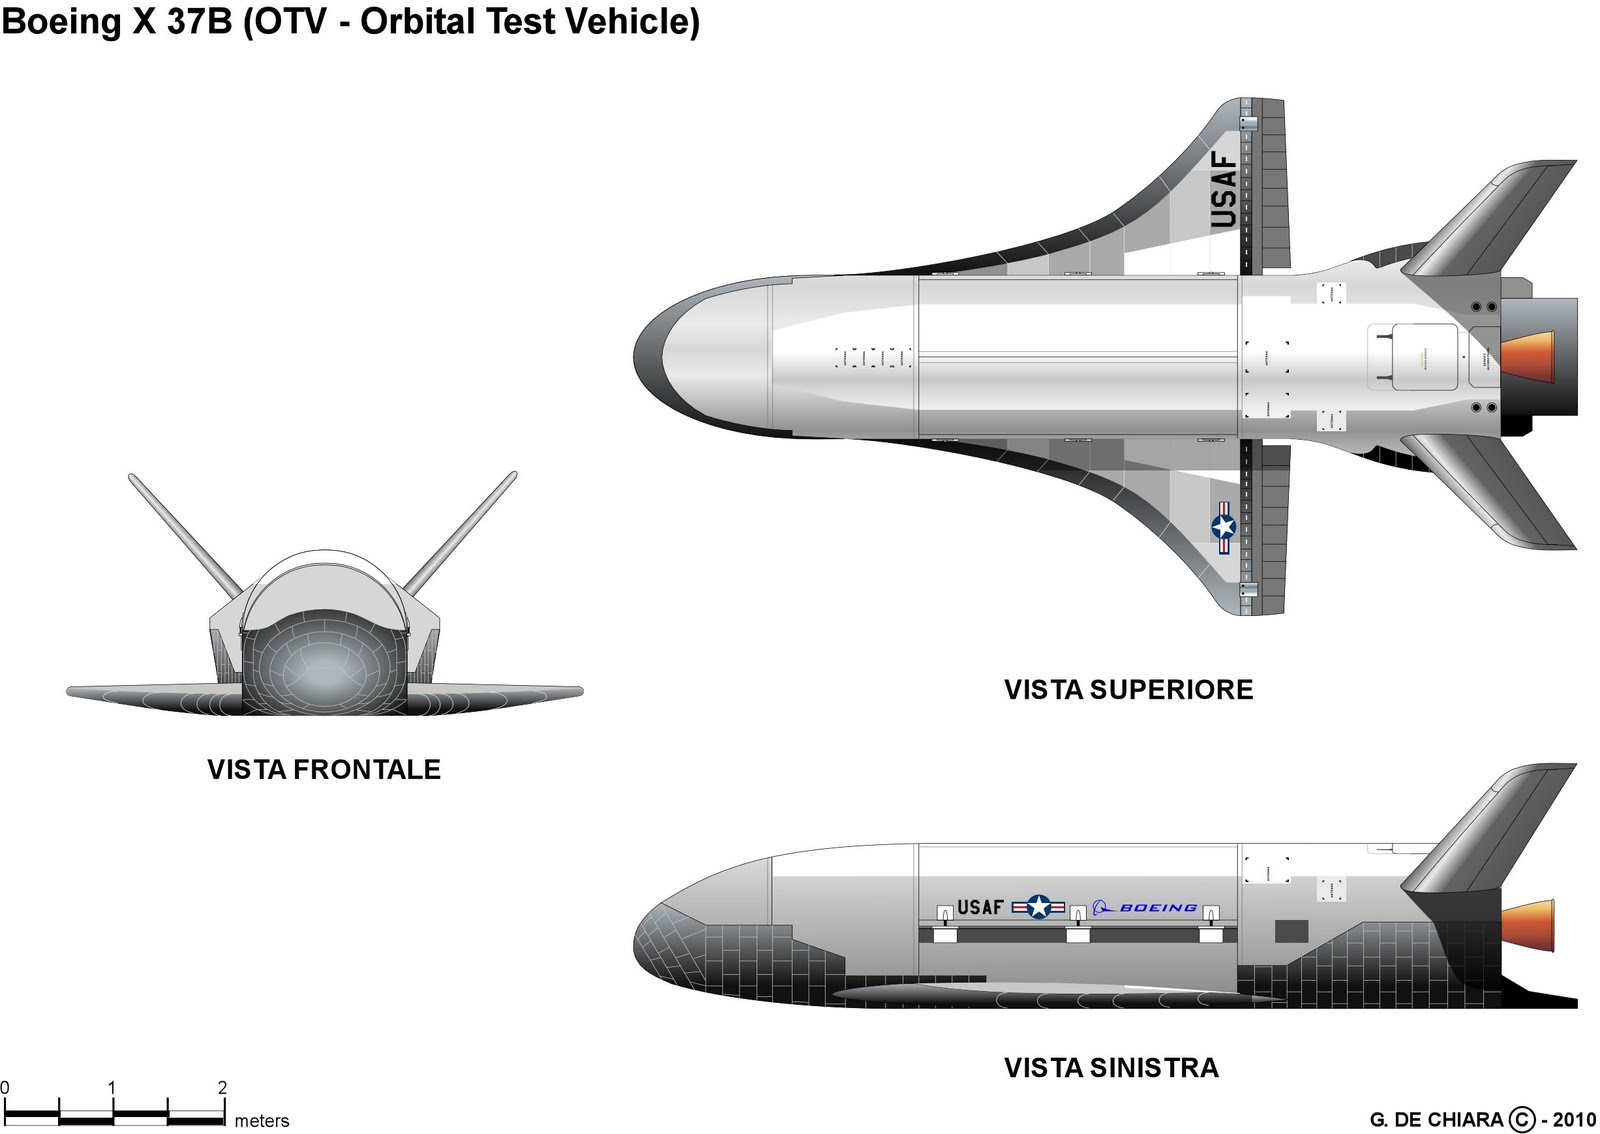 Boeing X 37B (OTV - Orbital Test Vehicle)
USAF
VISTA SUPERIORE
VISTA FRONTALE
USAF
BOEING
VISTA SINISTRA
0 1 2
meters
G. DE CHIARA © - 2010